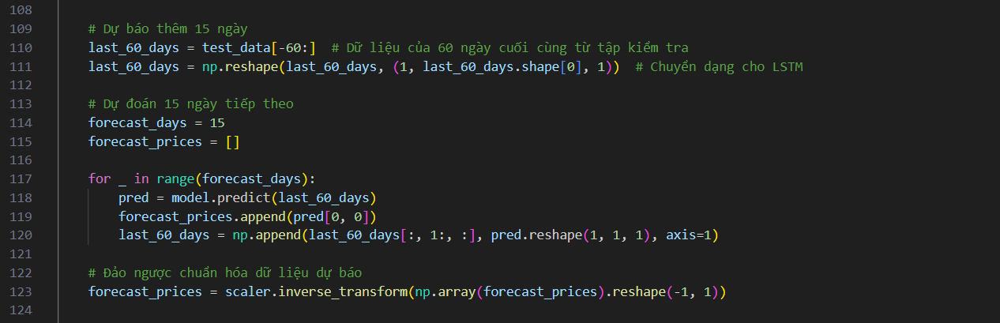 108
109 # Dự báo thêm 15 ngày
110 last_60_days = test_data[-60:]  # Dữ liệu của 60 ngày cuối cùng từ tập kiểm tra
111 last_60_days = np.reshape(last_60_days, (1, last_60_days.shape[0], 1))  # Chuyển dạng cho LSTM
112
113 # Dự đoán 15 ngày tiếp theo
114 forecast_days = 15
115 forecast_prices = []
116
117 for _ in range(forecast_days):
118     pred = model.predict(last_60_days)
119     forecast_prices.append(pred[0, 0])
120     last_60_days = np.append(last_60_days[:, 1:, :], pred.reshape(1, 1, 1), axis=1)
121
122 # Đảo ngược chuẩn hóa dữ liệu dự báo
123 forecast_prices = scaler.inverse_transform(np.array(forecast_prices).reshape(-1, 1))
124